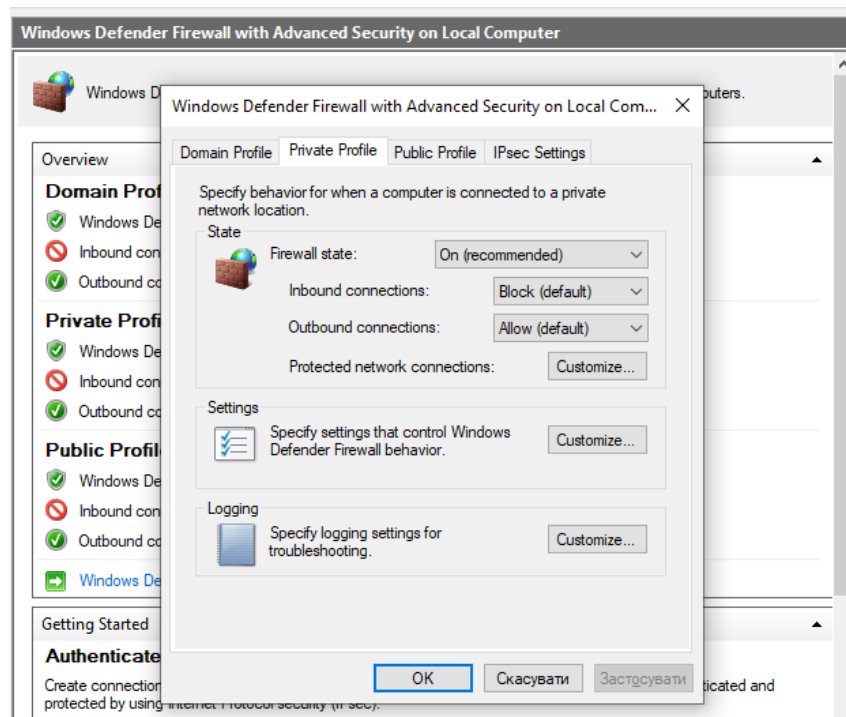 Windows Defender Firewall with Advanced Security on Local Computer
Windows D
puters.
Windows Defender Firewall with Advanced Security on Local Com...
Domain Profile
Private Profile
Public Profile
IPsec Settings
Specify behavior for when a computer is connected to a private
network location.
State
Firewall state:
On (recommended)
Inbound connections:
Block (default)
Outbound connections:
Allow (default)
Protected network connections:
Customize...
Settings
Specify settings that control Windows
Defender Firewall behavior.
Customize...
Logging
Specify logging settings for
troubleshooting.
Customize...
OK
Скасувати
Застосувати
Overview
Domain Prof
Windows De
Inbound con
Outbound co
Private Profi
Windows De
Inbound con
Outbound co
Public Profil
Windows De
Inbound con
Outbound co
Windows De
Getting Started
Authenticate
Create connection
ticated and
protected by using Internet Protocol security (IPsec).